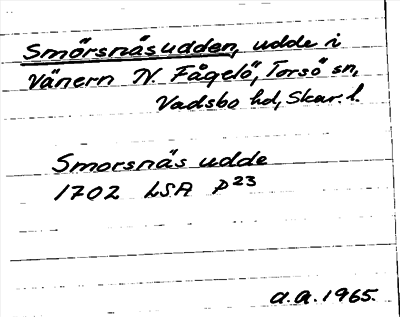 Smörsnäsudden, udde i
Vänern N. Fågelö, Torsö sn,
Vadsbo hd, Skar. l.
Smorsnäs udde
1702 LSA P23
a.a. 1965.